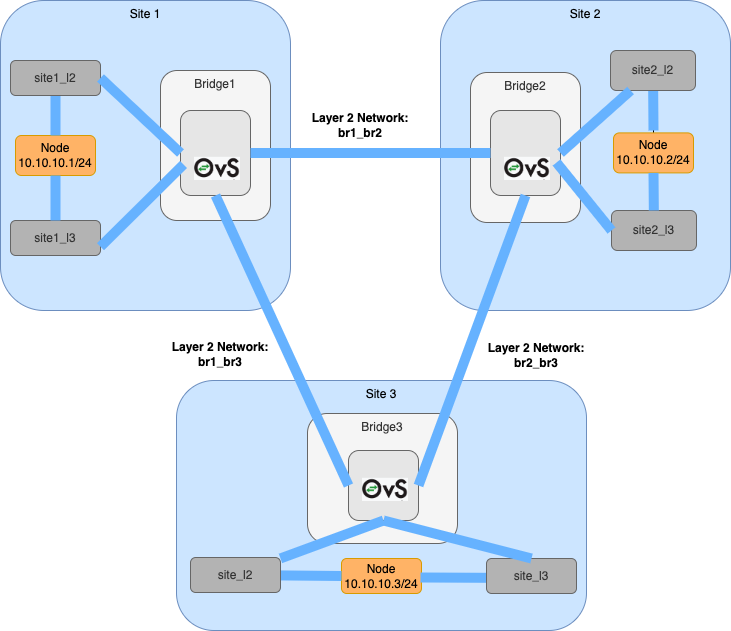 Site 1
Site 2
site1_l2
Bridge1
Bridge2
site2_l2
Layer 2 Network:
br1_br2
Node
10.10.10.1/24
Node
10.10.10.2/24
OvS
OvS
site1_l3
site2_l3
Layer 2 Network:
br1_br3
Layer 2 Network:
br2_br3
Site 3
Bridge3
OvS
site_l2
Node
10.10.10.3/24
site_l3